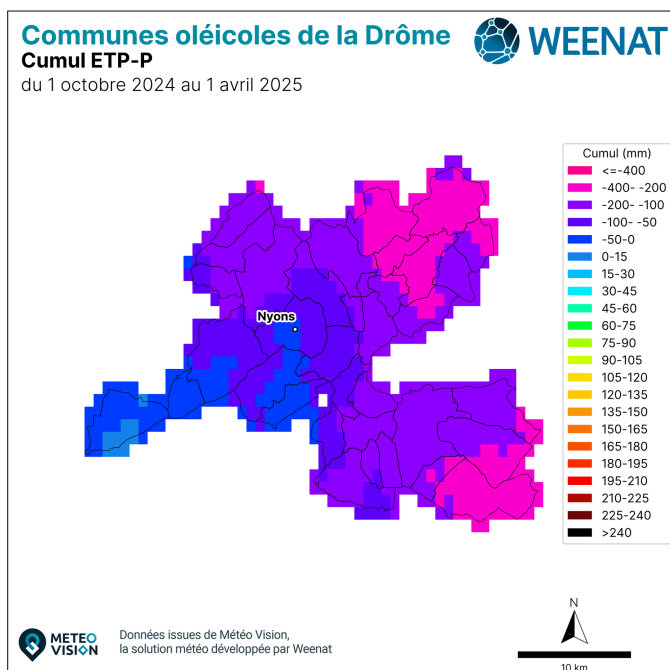 Communes oléicoles de la Drôme
WEENAT
Cumul ETP-P
du 1 octobre 2024 au 1 avril 2025
Cumul (mm)
<=-400
-400- -200
-200- -100
-100- -50
-50-0
0-15
15-30
30-45
45-60
60-75
75-90
90-105
105-120
120-135
135-150
150-165
165-180
180-195
195-210
210-225
225-240
>240
Nyons
N
10 km
METEO
VISION
Données issues de Météo Vision,
la solution météo développée par Weenat